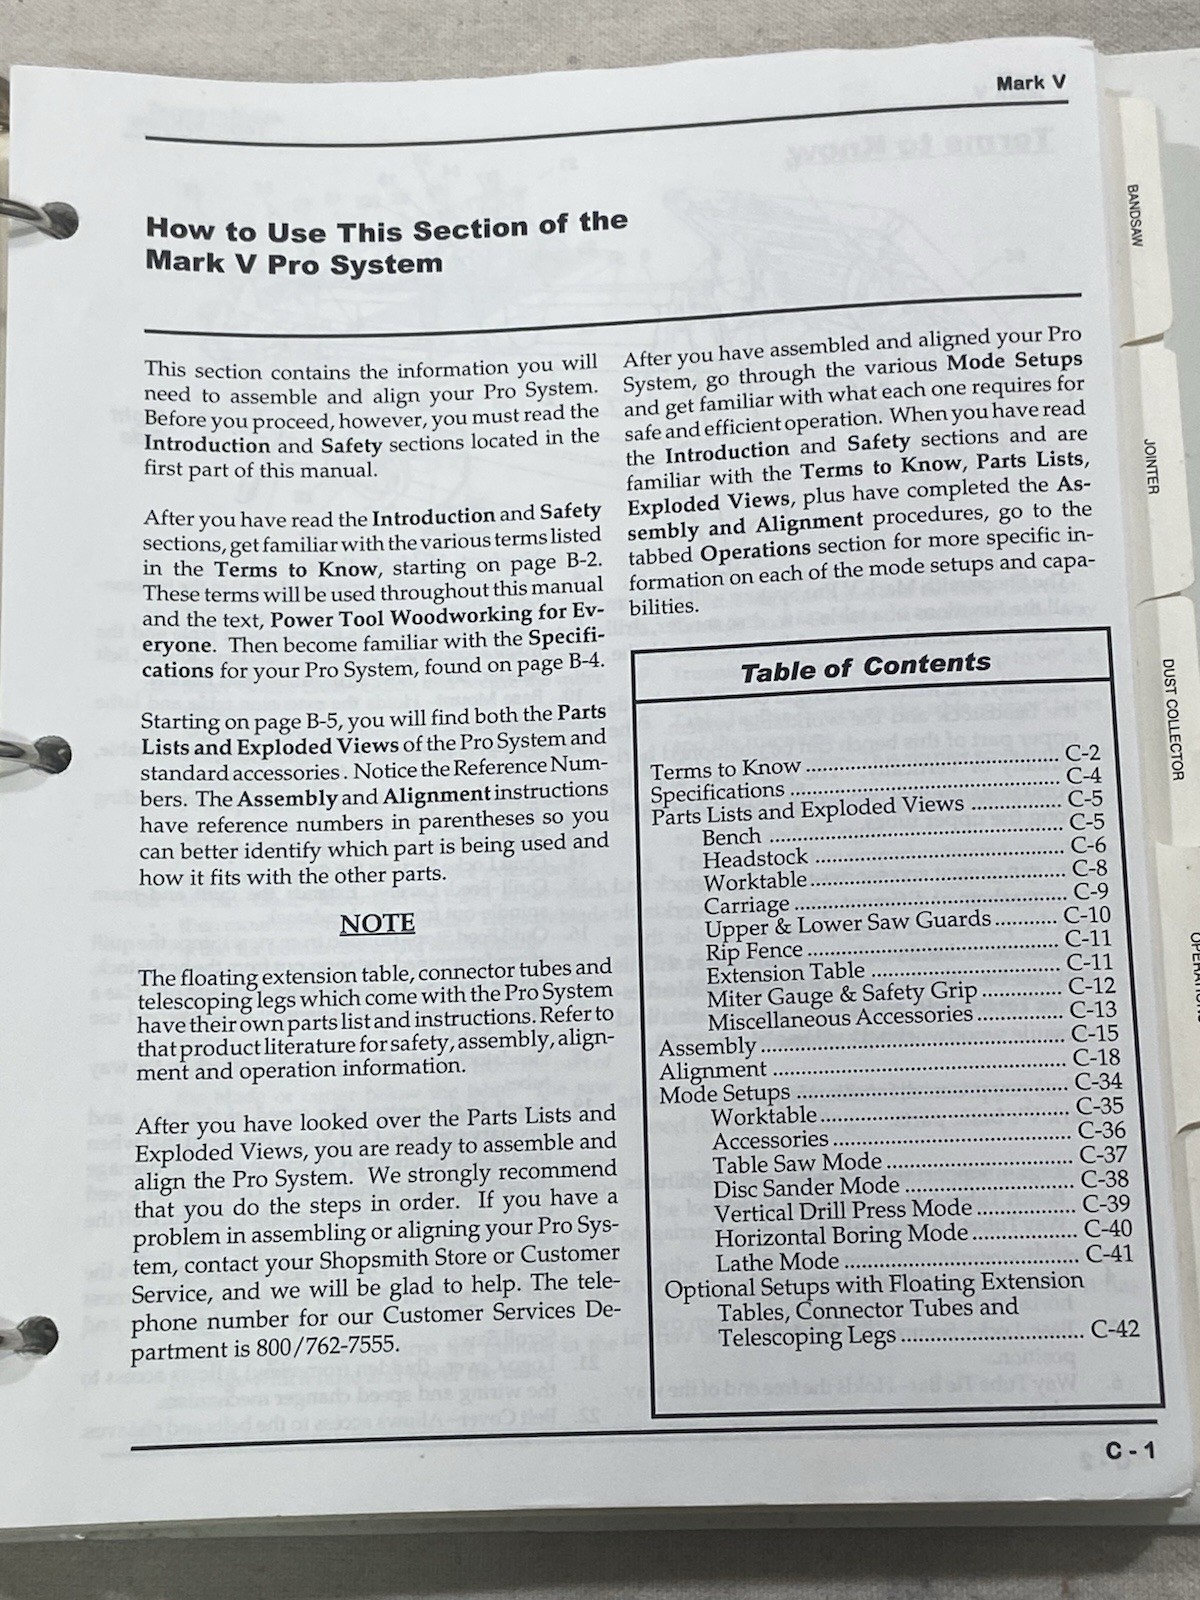 Mark V
How to Use This Section of the
Mark V Pro System
This section contains the information you will
need to assemble and align your Pro System.
Before you proceed, however, you must read the
Introduction and Safety sections located in the
first part of this manual.
After you have read the Introduction and Safety
sections, get familiar with the various terms listed
in the Terms to Know, starting on page B-2.
These terms will be used throughout this manual
and the text, Power Tool Woodworking for Ev-
eryone. Then become familiar with the Specifi-
cations for your Pro System, found on page B-4.
Starting on page B-5, you will find both the Parts
Lists and Exploded Views of the Pro System and
standard accessories. Notice the Reference Num-
bers. The Assembly and Alignment instructions
have reference numbers in parentheses so you
can better identify which part is being used and
how it fits with the other parts.
NOTE
The floating extension table, connector tubes and
telescoping legs which come with the Pro System
have their own parts list and instructions. Refer to
that product literature for safety, assembly, align-
ment and operation information.
After you have looked over the Parts Lists and
Exploded Views, you are ready to assemble and
align the Pro System. We strongly recommend
that you do the steps in order. If you have a
problem in assembling or aligning your Pro Sys-
tem, contact your Shopsmith Store or Customer
Service, and we will be glad to help. The tele-
phone number for our Customer Services De-
partment is 800/762-7555.
After you have assembled and aligned your Pro
System, go through the various Mode Setups
and get familiar with what each one requires for
safe and efficient operation. When you have read
the Introduction and Safety sections and are
familiar with the Terms to Know, Parts Lists,
Exploded Views, plus have completed the As-
sembly and Alignment procedures, go to the
tabbed Operations section for more specific in-
formation on each of the mode setups and capa-
bilities.
Table of Contents
Terms to Know ........................................ C-2
Specifications ........................................ C-4
Parts Lists and Exploded Views ................ C-5
Bench ........................................ C-5
Headstock ........................................ C-6
Worktable ........................................ C-8
Carriage ........................................ C-9
Upper & Lower Saw Guards .......... C-10
Rip Fence ........................................ C-11
Extension Table ............................... C-11
Miter Gauge & Safety Grip ............. C-12
Miscellaneous Accessories .............. C-13
Assembly ........................................ C-15
Alignment ........................................ C-18
Mode Setups ........................................ C-34
Worktable ........................................ C-35
Accessories ...................................... C-36
Table Saw Mode .............................. C-37
Disc Sander Mode ........................... C-38
Vertical Drill Press Mode ................ C-39
Horizontal Boring Mode ................. C-40
Lathe Mode ...................................... C-41
Optional Setups with Floating Extension
Tables, Connector Tubes and
Telescoping Legs .............................. C-42
C - 1
BANDSAW
JOINTER
DUST COLLECTOR